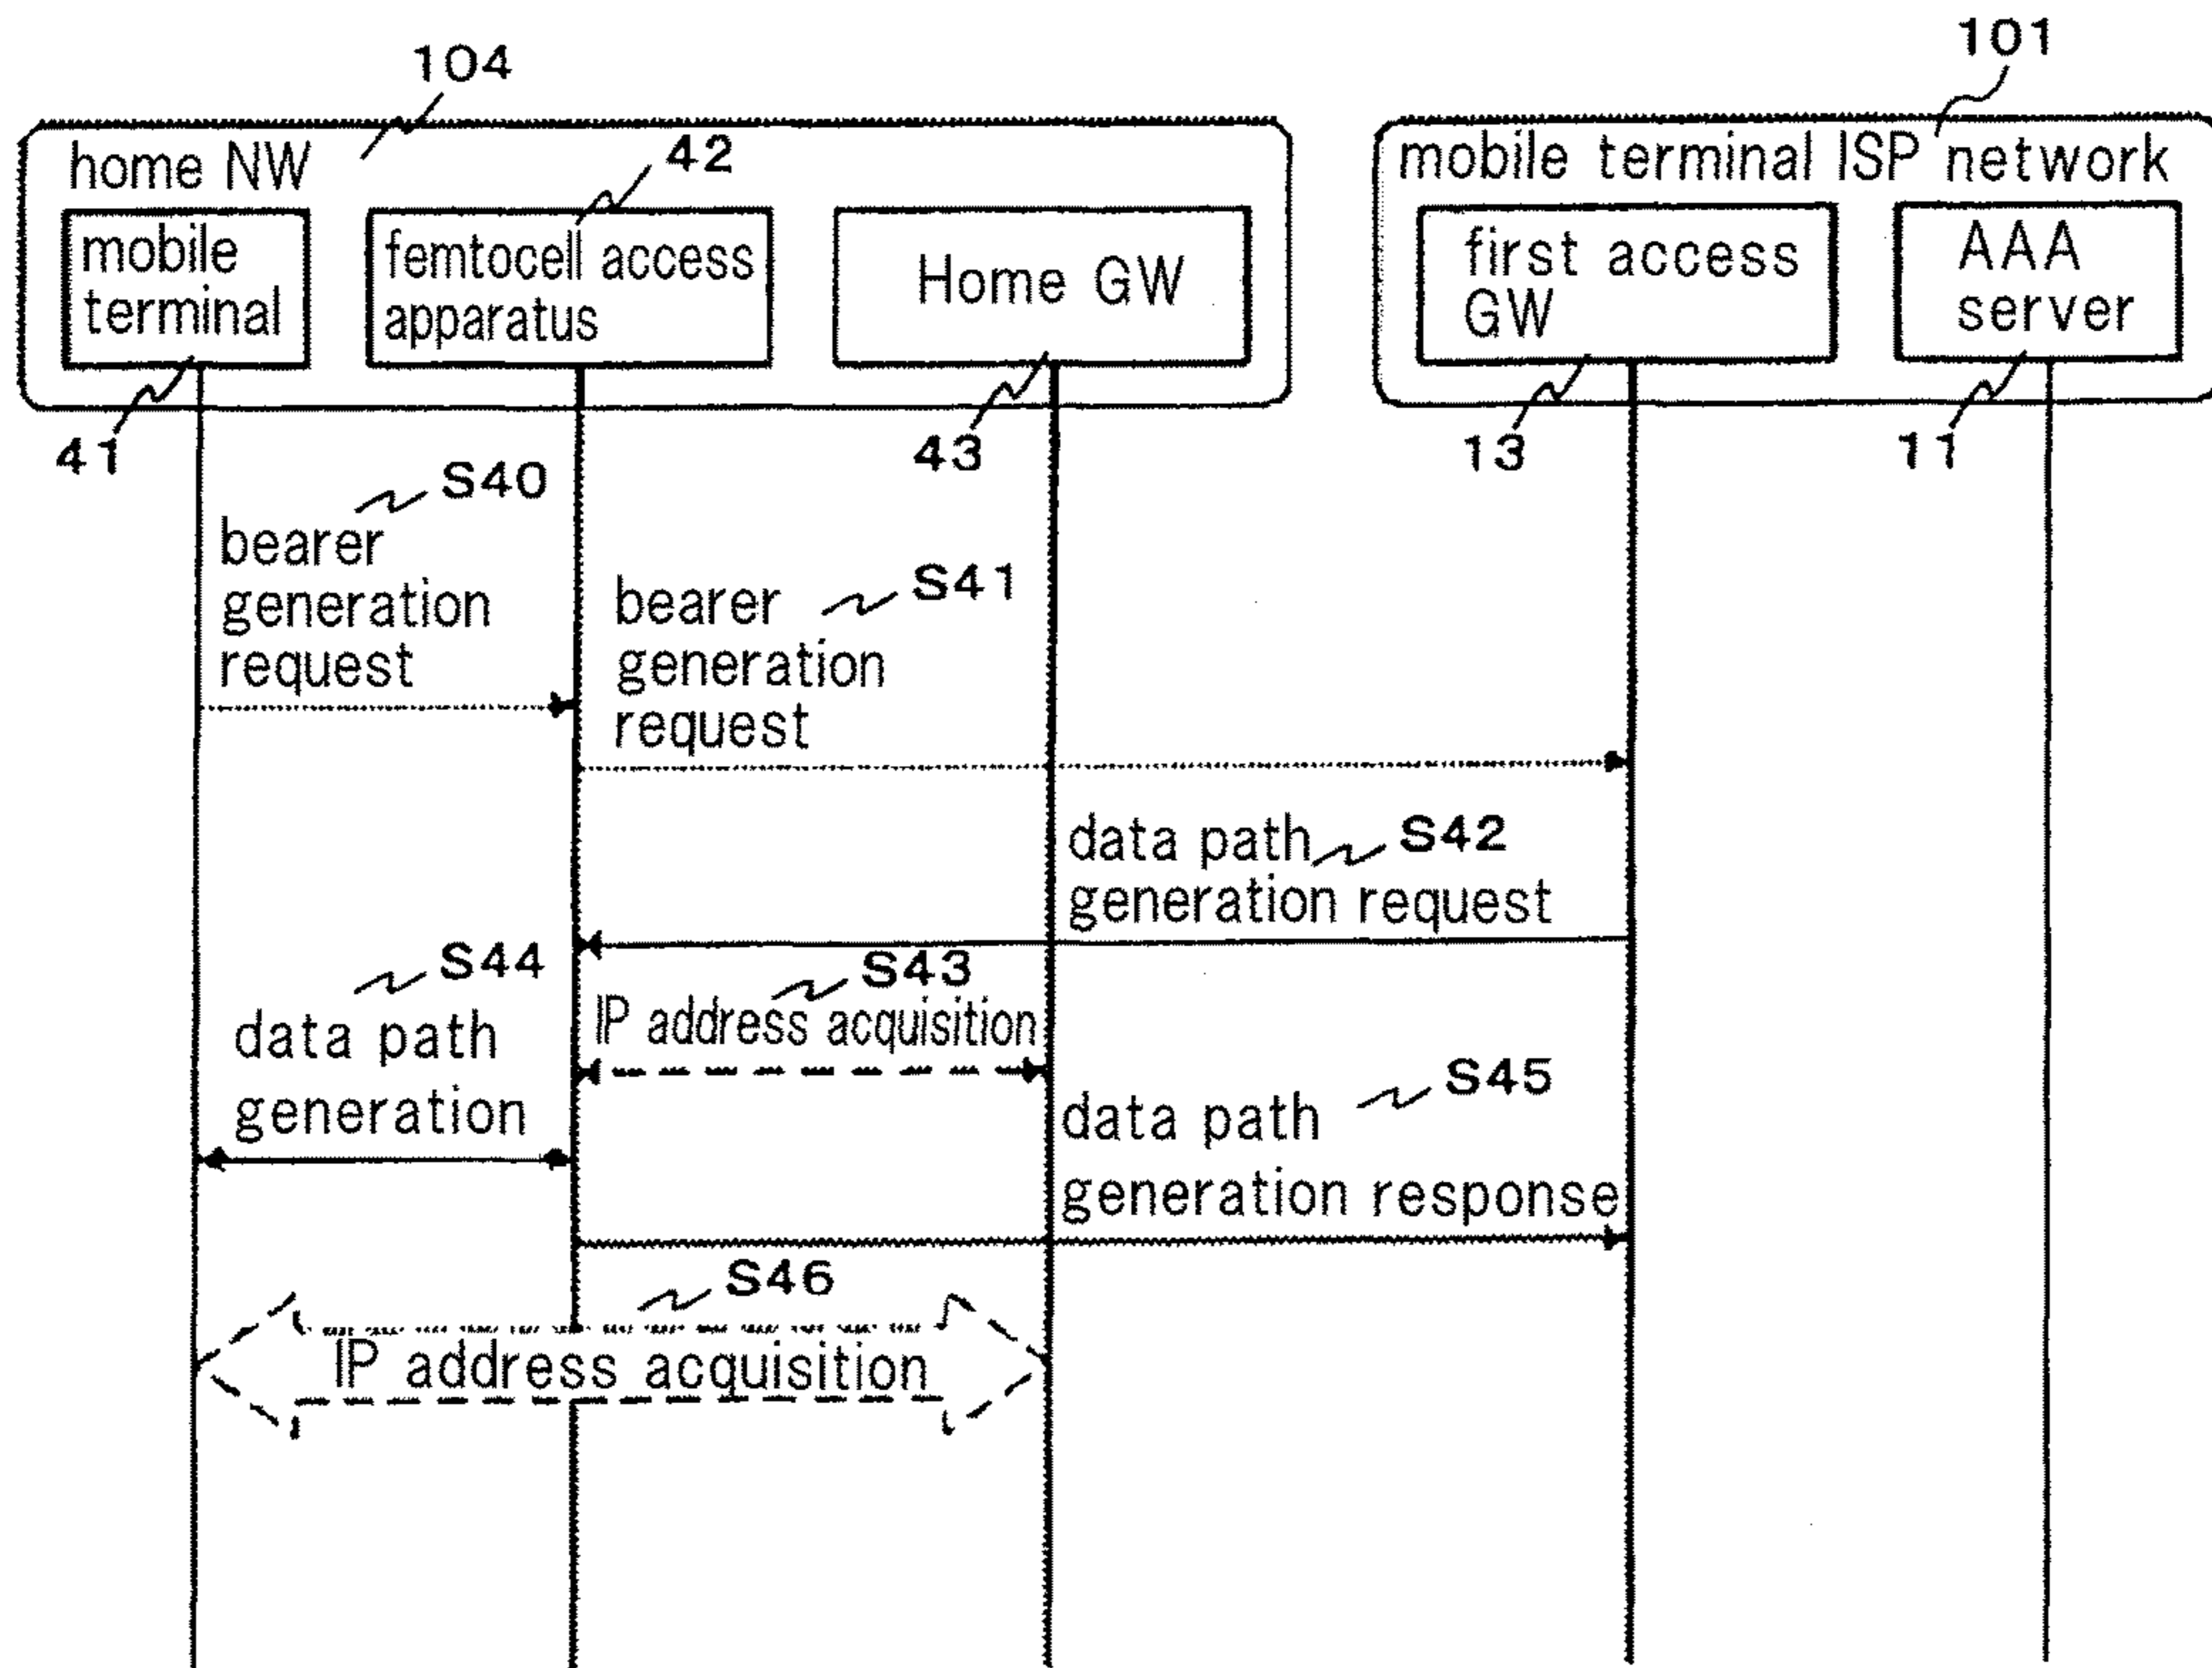 104
101
home NW
42
mobile terminal ISP network
mobile
terminal
femtocell access
apparatus
Home GW
first access
GW
AAA
server
41
43
13
11
S40
bearer
generation
request
S41
bearer
generation
request
data path
S42
generation request
S44
data path
generation
S43
IP address acquisition
S45
data path
generation response
S46
IP address acquisition